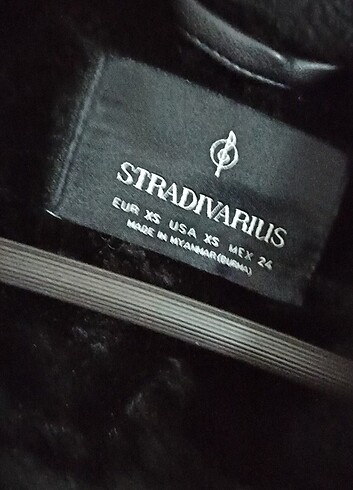 STRADIVARIUS
EUR XS USA XS MEX 24
MADE IN MYANMAR(BURMA)